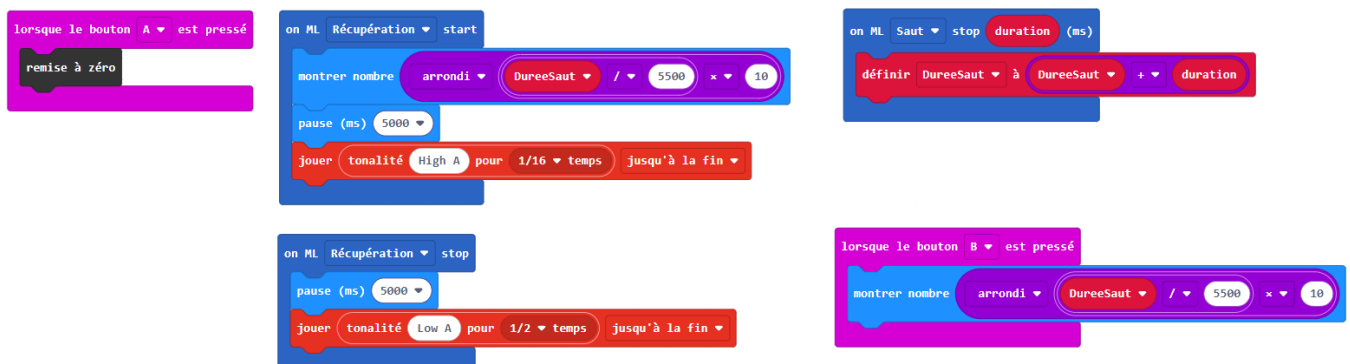 lorsque le bouton A est pressé
remise à zéro
on ML Récupération start
montrer nombre arrondi DureeSaut / 5500 × 10
pause (ms) 5000
jouer tonalité High A pour 1/16 temps jusqu'à la fin
on ML Saut stop duration (ms)
définir DureeSaut à DureeSaut + duration
on ML Récupération stop
pause (ms) 5000
jouer tonalité Low A pour 1/2 temps jusqu'à la fin
lorsque le bouton B est pressé
montrer nombre arrondi DureeSaut / 5500 × 10